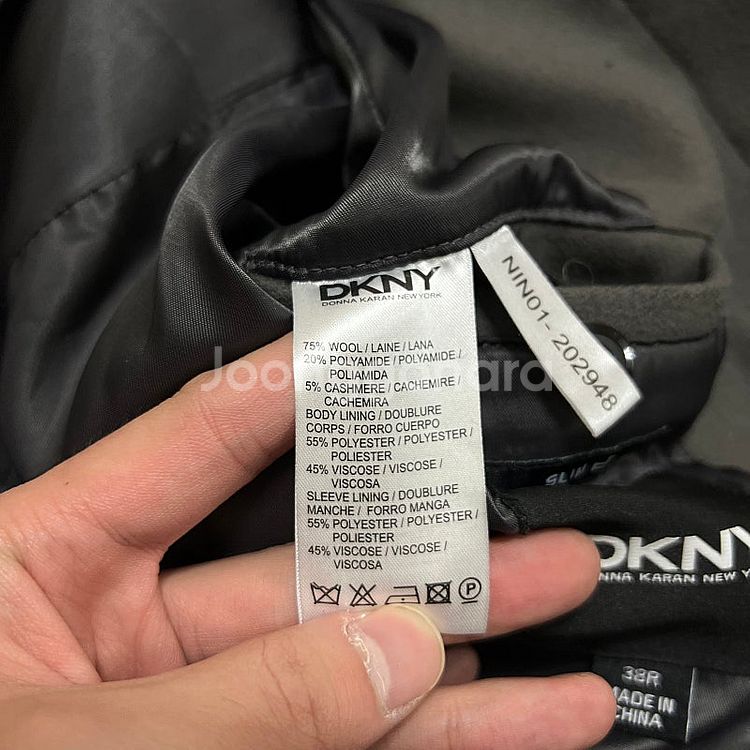 DKNY
DONNA KARAN NEW YORK
75% WOOL / LAINE / LANA
20% POLYAMIDE / POLYAMIDE /
POLIAMIDA
5% CASHMERE / CACHEMIRE /
CACHEMIRA
BODY LINING / DOUBLURE
CORPS / FORRO CUERPO
55% POLYESTER / POLYESTER /
POLIESTER
45% VISCOSE / VISCOSE /
VISCOSA
SLEEVE LINING / DOUBLURE
MANCHE / FORRO MANGA
55% POLYESTER / POLYESTER /
POLIESTER
45% VISCOSE / VISCOSE /
VISCOSA
NIN01- 202948
SLIM
DKNY
DONNA KARAN NEW Y
38R
MADE IN
CHINA